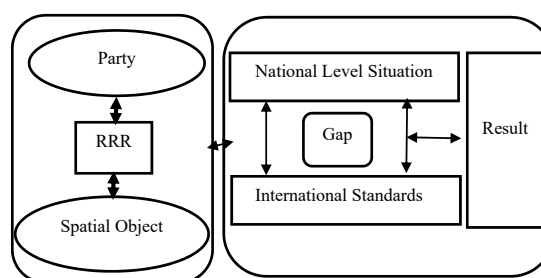 Party
RRR
Spatial Object
National Level Situation
Gap
International Standards
Result